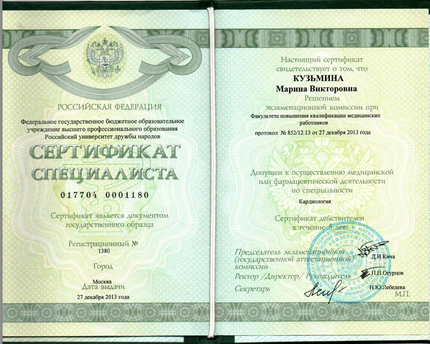 РОССИЙСКАЯ ФЕДЕРАЦИЯ
Федеральное государственное бюджетное образовательное
учреждение высшего профессионального образования
Российский университет дружбы народов
СЕРТИФИКАТ
СПЕЦИАЛИСТА
017704 0001180
Сертификат является документом
государственного образца
Регистрационный №
1380
Город
Москва
Дата выдачи
27 декабря 2013 года
Настоящий сертификат
свидетельствует о том, что
КУЗЬМИНА
Марина Викторовна
Решением
экзаменационной комиссии при
Факультете повышения квалификации медицинских
работников
протокол № 852/12.13 от 27 декабря 2013 года
Допущен к осуществлению медицинской
или фармацевтической деятельности
по специальности
Кардиология
Сертификат действителен
в течение 5 лет
Председатель экзаменационной
(государственной аттестационной)
комиссии
Д.И.Кича
Ректор /Директор/ Руководитель
П.П.Огурцов
Секретарь
Н.Ю.Лебедева
М.П.